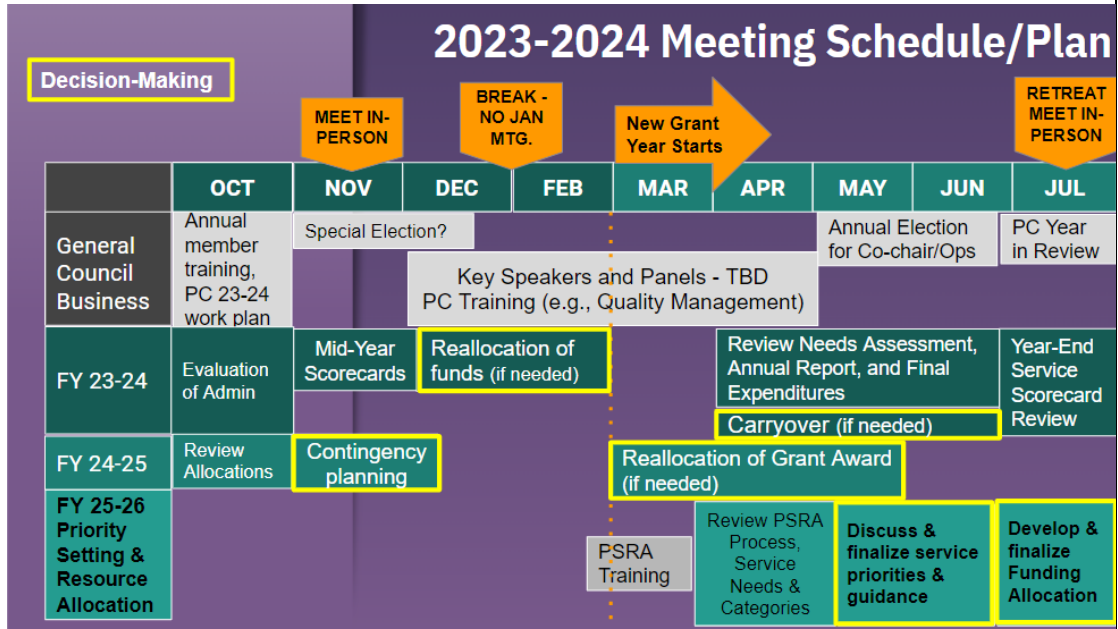 2023-2024 Meeting Schedule/Plan
Decision-Making
MEET IN-
PERSON
BREAK -
NO JAN
MTG.
New Grant
Year Starts
RETREAT
MEET IN-
PERSON
OCT NOV DEC FEB MAR APR MAY JUN JUL
General
Council
Business
Annual
member
training,
PC 23-24
work plan
Special Election?
Key Speakers and Panels - TBD
PC Training (e.g., Quality Management)
Annual Election
for Co-chair/Ops
PC Year
in Review
FY 23-24
Evaluation
of Admin
Mid-Year
Scorecards
Reallocation of
funds (if needed)
Review Needs Assessment,
Annual Report, and Final
Expenditures
Carryover (if needed)
Year-End
Service
Scorecard
Review
FY 24-25
Review
Allocations
Contingency
planning
Reallocation of Grant Award
(if needed)
FY 25-26
Priority
Setting &
Resource
Allocation
PSRA
Training
Review PSRA
Process,
Service
Needs &
Categories
Discuss &
finalize service
priorities &
guidance
Develop &
finalize
Funding
Allocation